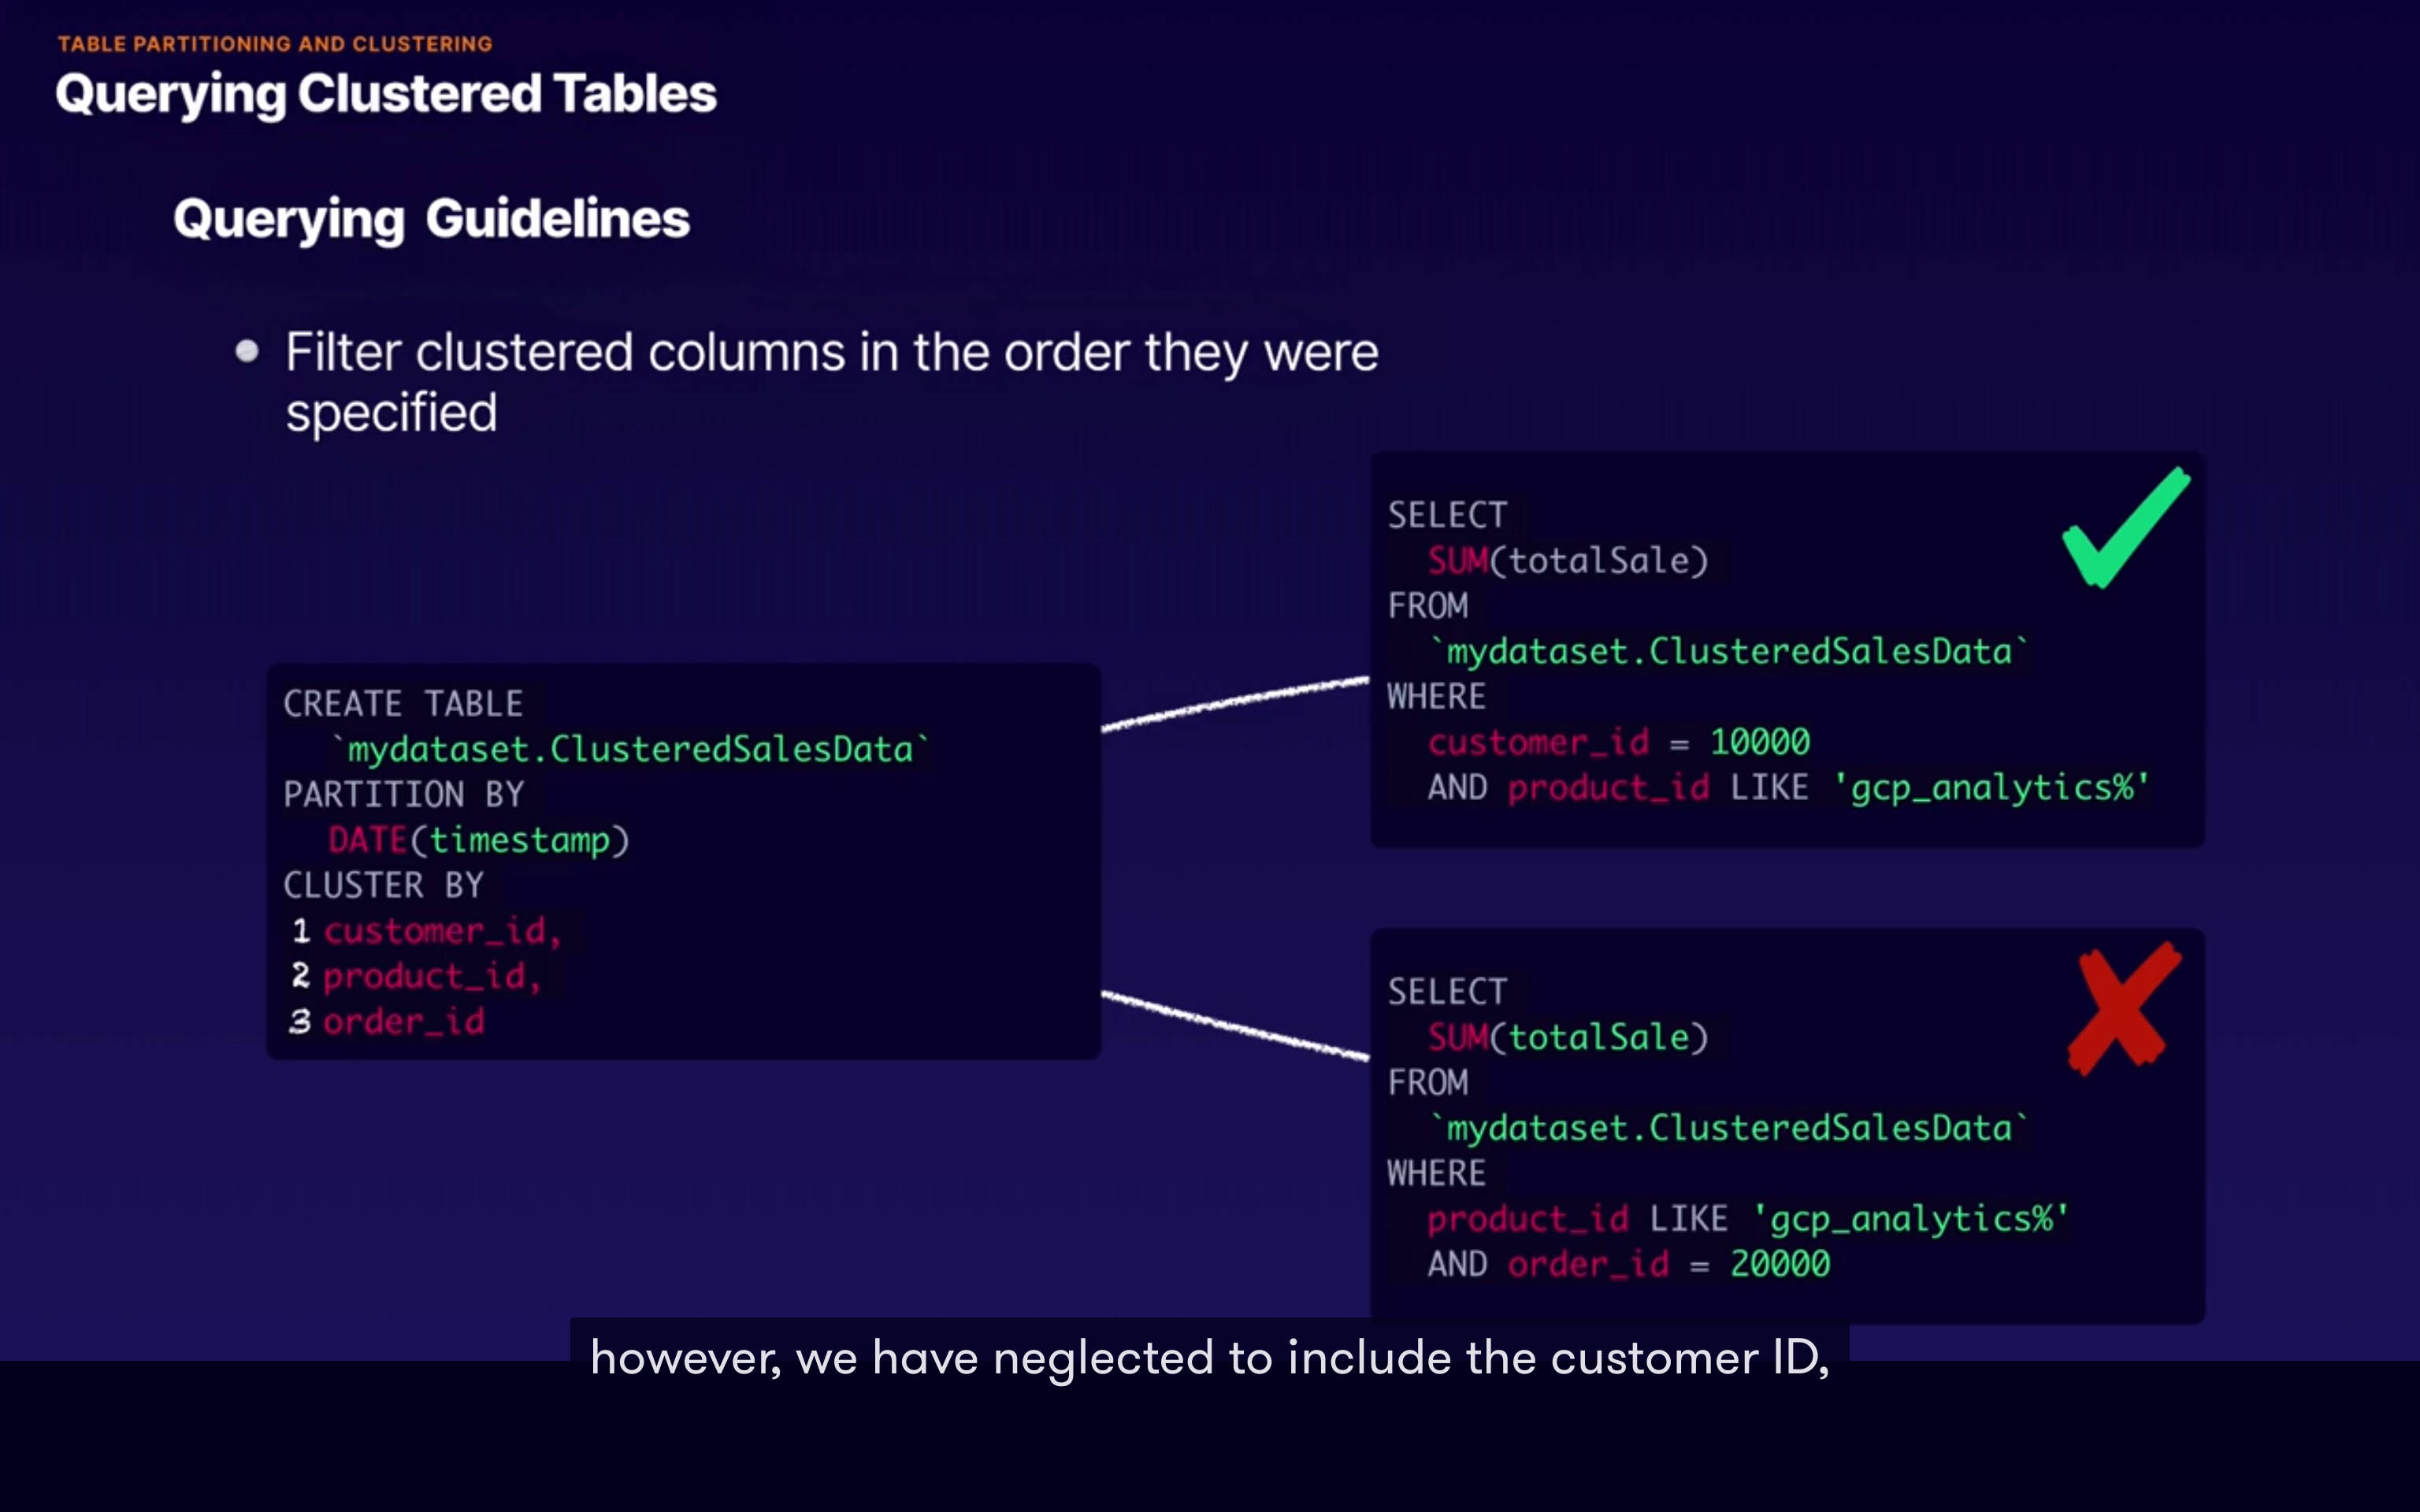 TABLE PARTITIONING AND CLUSTERING
Querying Clustered Tables
Querying Guidelines
Filter clustered columns in the order they were
specified
CREATE TABLE
`mydataset.ClusteredSalesData`
PARTITION BY
DATE(timestamp)
CLUSTER BY
1 customer_id,
2 product_id,
3 order_id
SELECT
SUM(totalSale)
FROM
`mydataset.ClusteredSalesData`
WHERE
customer_id = 10000
AND product_id LIKE 'gcp_analytics%'
SELECT
SUM(totalSale)
FROM
`mydataset.ClusteredSalesData`
WHERE
product_id LIKE 'gcp_analytics%'
AND order_id = 20000
however, we have neglected to include the customer ID,